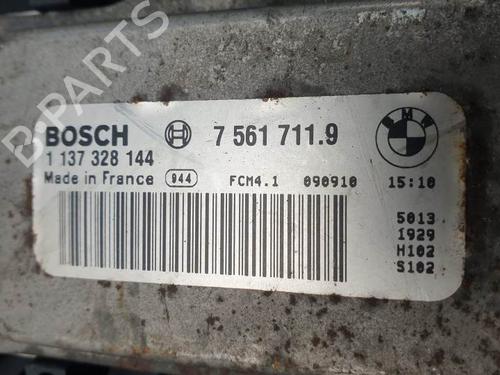 BOSCH 7 561 711.9 BMW
1 137 328 144
Made in France 944 FCM4.1 090910 15:10
5013
1929
H102
S102
B-PARTS